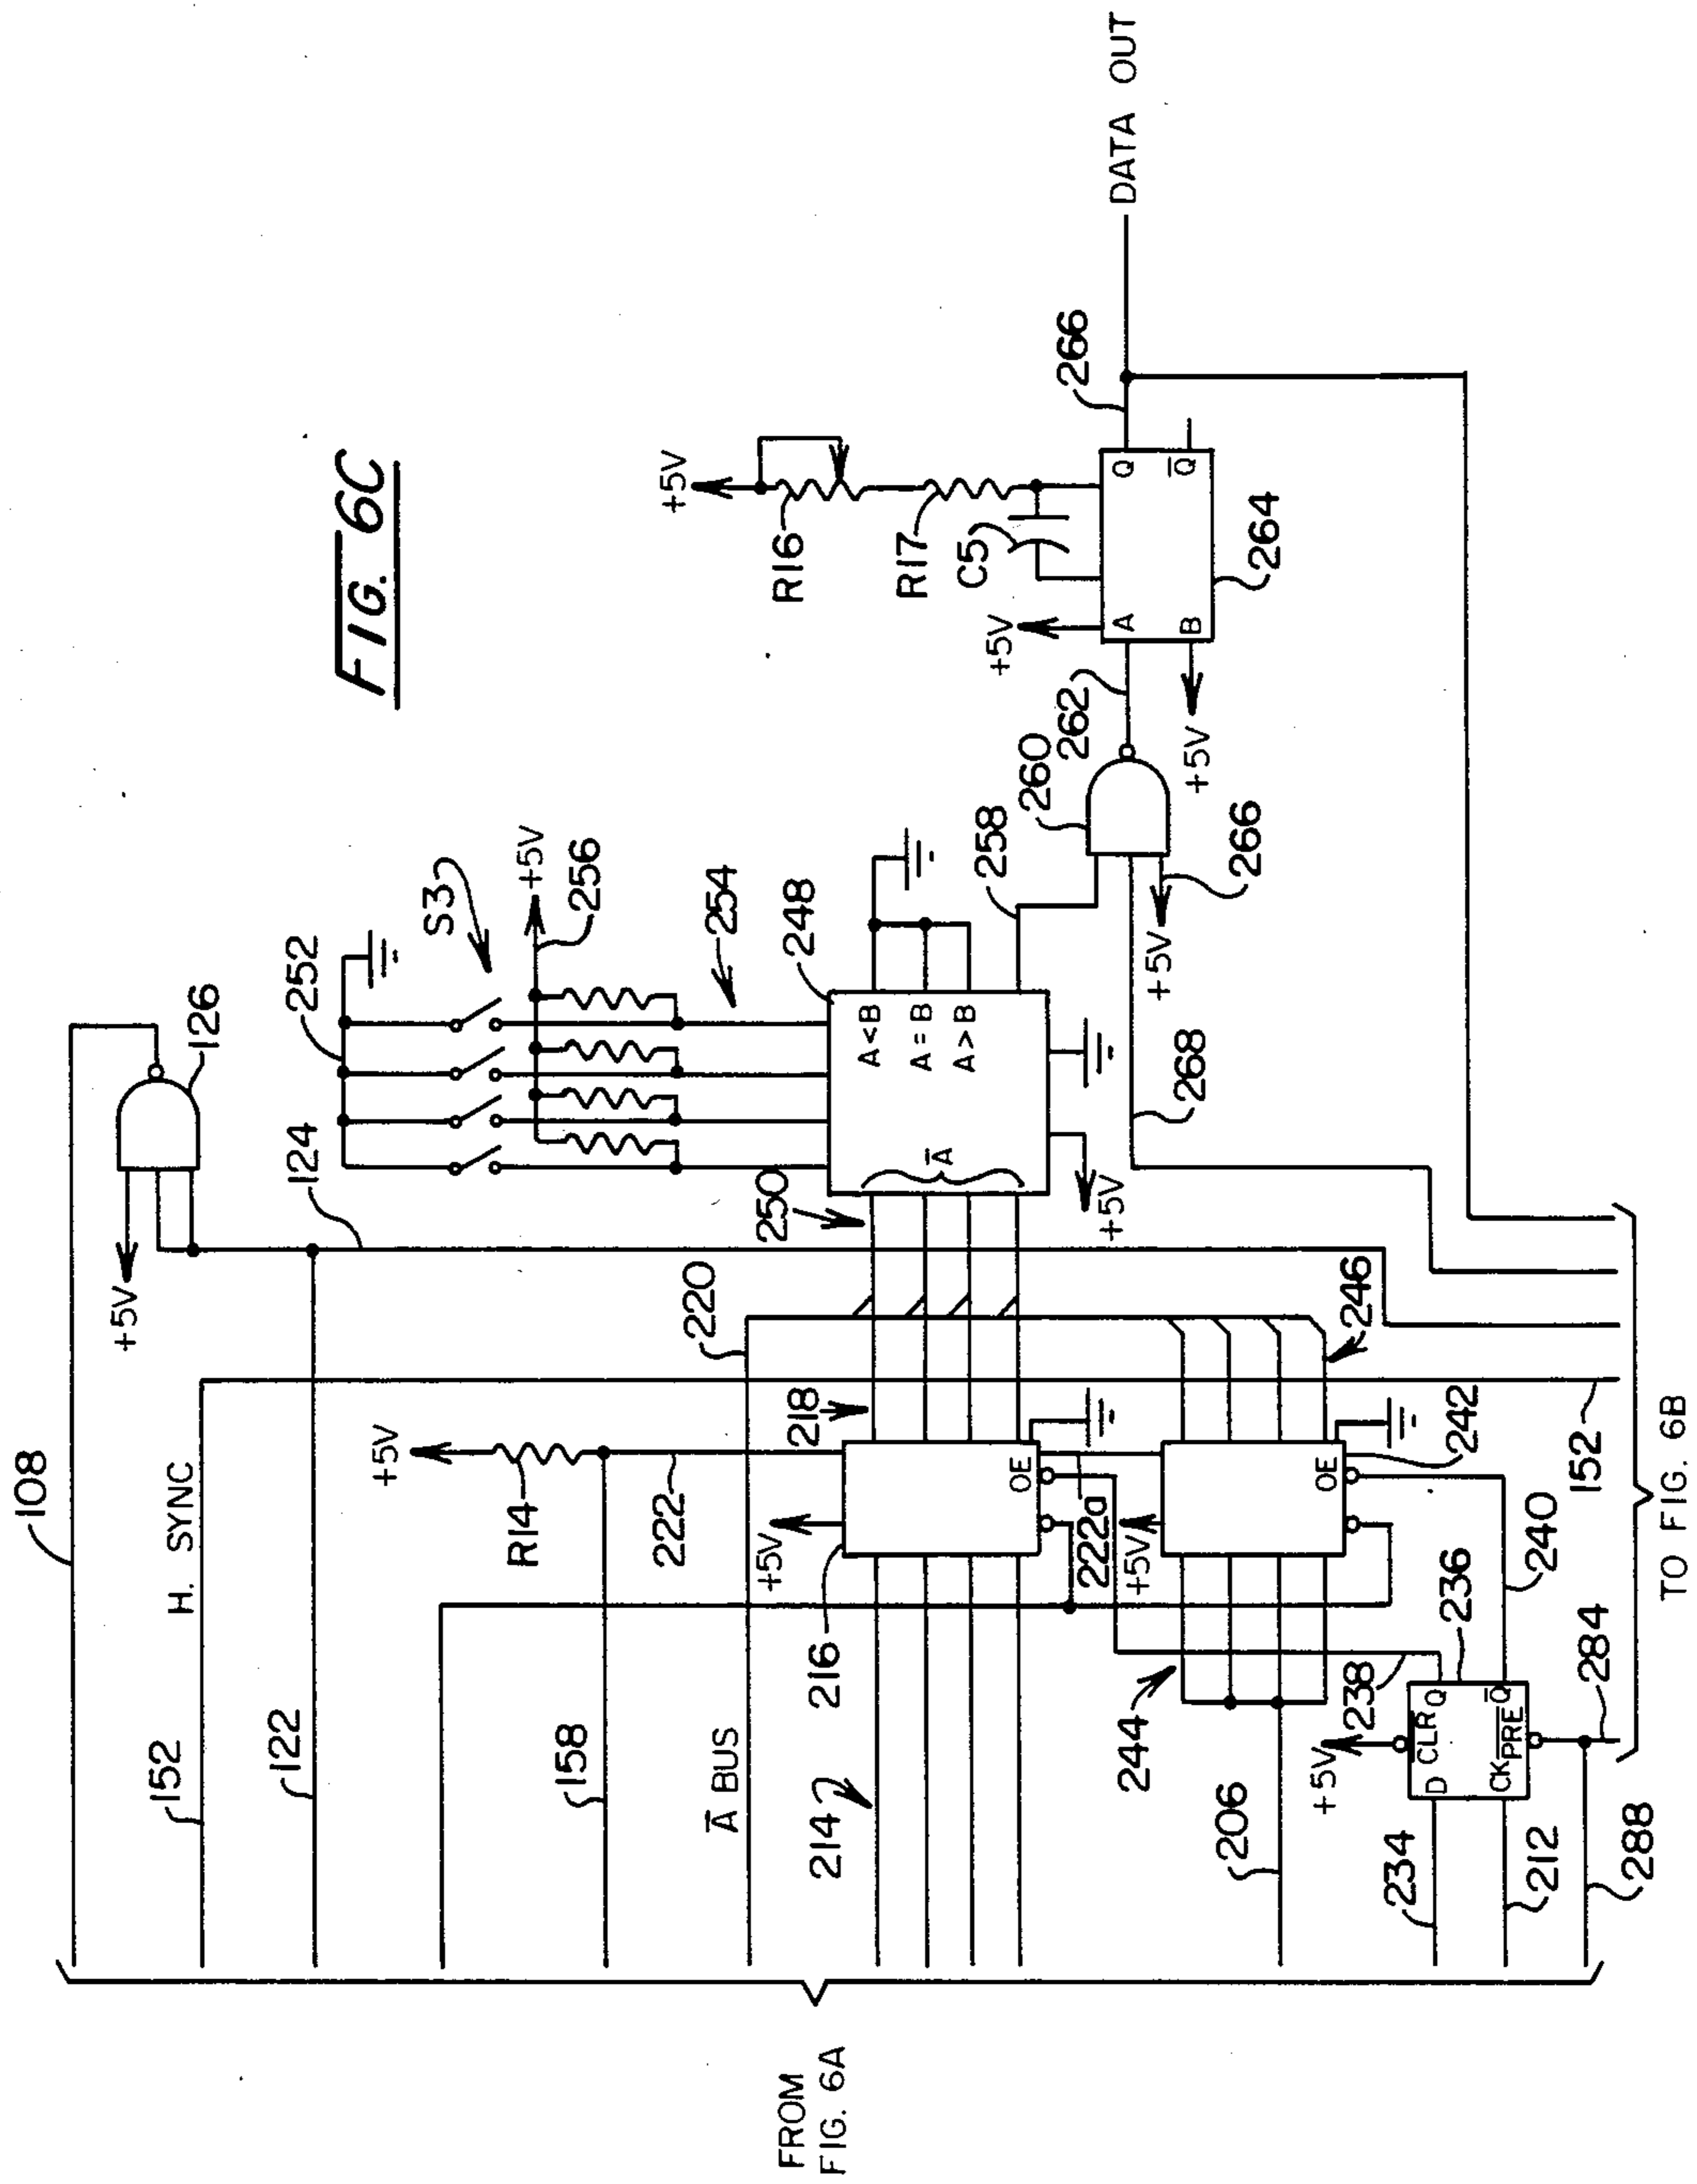 FIG. 6C
108
H. SYNC
152
122
+5V
126
124
252
S3
+5V
256
254
+5V
R14
158
222
220
A̅ BUS
218
250
248
A̅
A<B
A=B
A>B
+5V
258
260
262
+5V
266
268
+5V
R16
R17
C5
+5V
A
B
Q
Q̅
264
+5V
266
DATA OUT
214
216
+5V
OE
222a
+5V
OE
242
246
244
206
238
236
240
+5V
CLR
D
Q
CK
PRE
Q̅
234
212
288
284
152
FROM
FIG. 6A
TO FIG. 6B